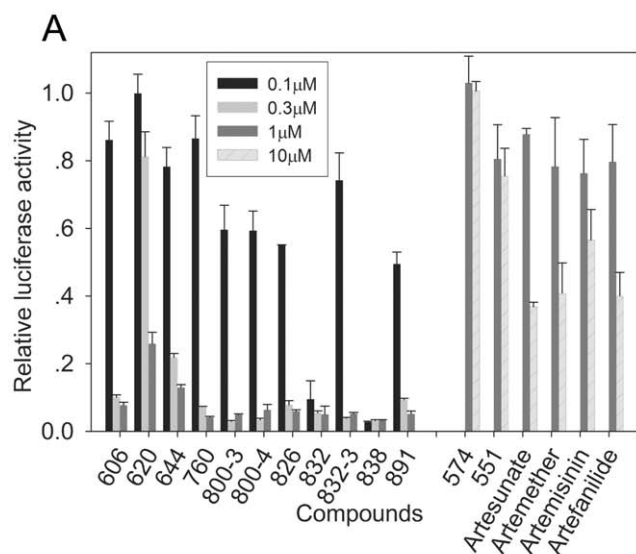 A
Relative luciferase activity
1.0
.8
.6
.4
.2
0.0
0.1μM
0.3μM
1μM
10μM
606
620
644
760
800-3
800-4
826
832
832-3
838
891
574
551
Artesunate
Artemether
Artemisinin
Artefanilide
Compounds